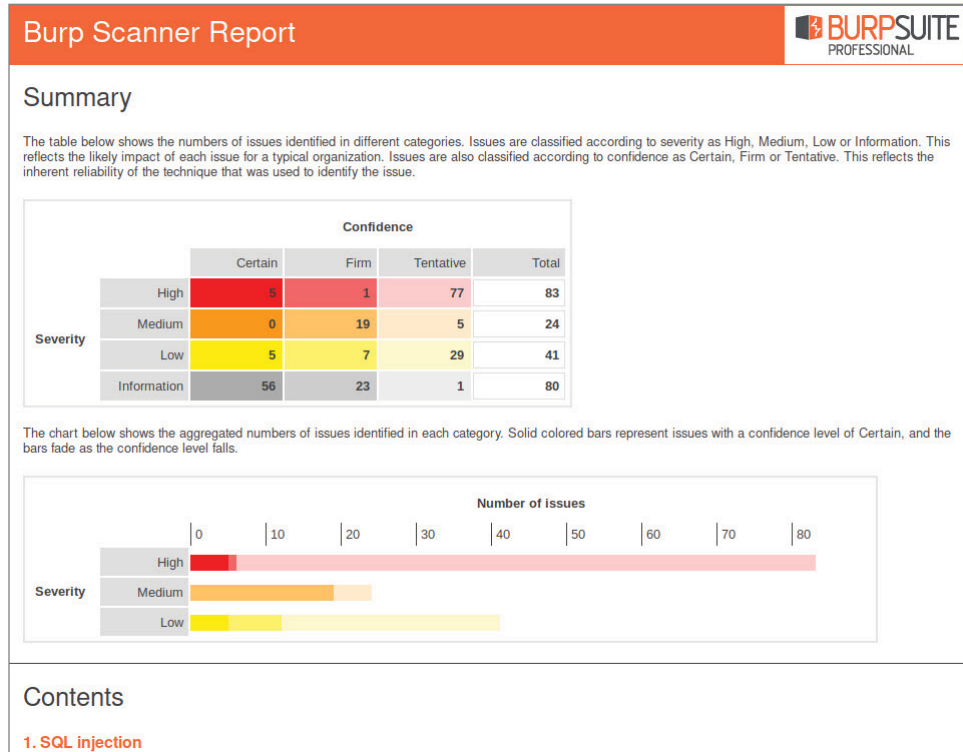 Burp Scanner Report
BURPSUITE
PROFESSIONAL
Summary
The table below shows the numbers of issues identified in different categories. Issues are classified according to severity as High, Medium, Low or Information. This
reflects the likely impact of each issue for a typical organization. Issues are also classified according to confidence as Certain, Firm or Tentative. This reflects the
inherent reliability of the technique that was used to identify the issue.
Confidence
Certain Firm Tentative Total
High 5 1 77 83
Medium 0 19 5 24
Severity
Low 5 7 29 41
Information 56 23 1 80
The chart below shows the aggregated numbers of issues identified in each category. Solid colored bars represent issues with a confidence level of Certain, and the
bars fade as the confidence level falls.
Number of issues
0 10 20 30 40 50 60 70 80
High
Severity Medium
Low
Contents
1. SQL injection